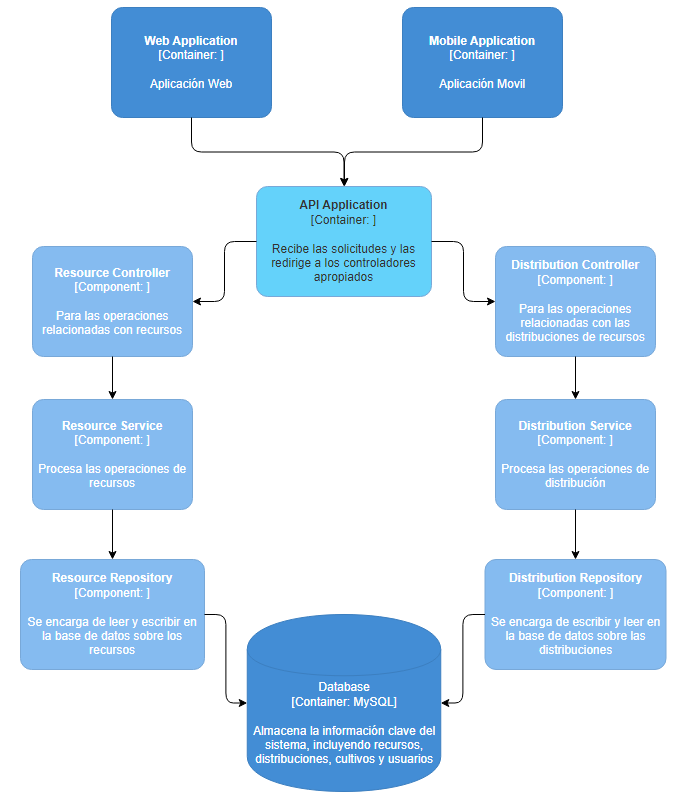 Web Application
[Container: ]
Aplicación Web
Mobile Application
[Container: ]
Aplicación Movil
API Application
[Container: ]
Recibe las solicitudes y las
redirige a los controladores
apropiados
Resource Controller
[Component: ]
Para las operaciones
relacionadas con recursos
Distribution Controller
[Component: ]
Para las operaciones
relacionadas con las
distribuciones de recursos
Resource Service
[Component: ]
Procesa las operaciones de
recursos
Distribution Service
[Component: ]
Procesa las operaciones de
distribución
Resource Repository
[Component: ]
Se encarga de leer y escribir en
la base de datos sobre los
recursos
Distribution Repository
[Component: ]
Se encarga de escribir y leer en
la base de datos sobre las
distribuciones
Database
[Container: MySQL]
Almacena la información clave del
sistema, incluyendo recursos,
distribuciones, cultivos y usuarios